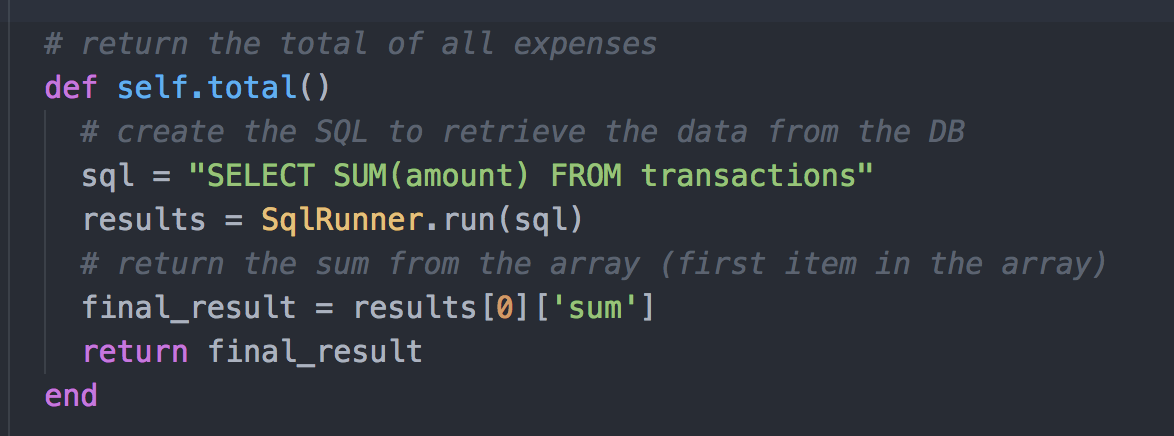 # return the total of all expenses
def self.total()
  # create the SQL to retrieve the data from the DB
  sql = "SELECT SUM(amount) FROM transactions"
  results = SqlRunner.run(sql)
  # return the sum from the array (first item in the array)
  final_result = results[0]['sum']
  return final_result
end